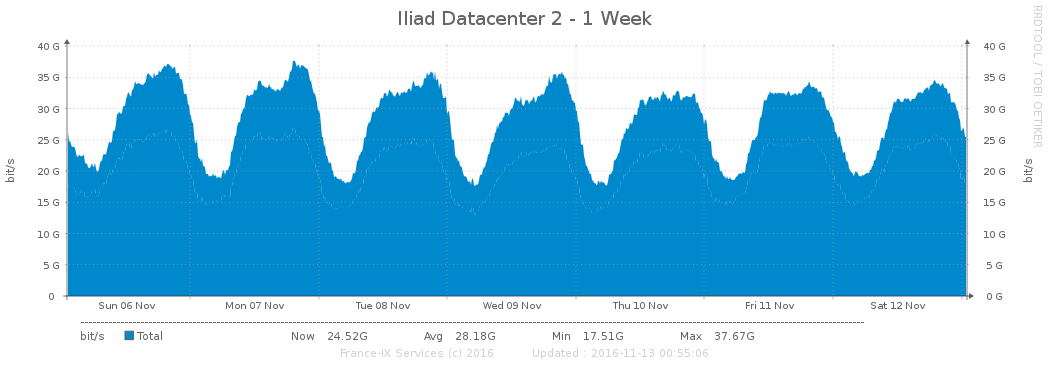 Iliad Datacenter 2 - 1 Week
RRDTOOL / TOBI OETIKER
bit/s
40 G 40 G
35 G 35 G
30 G 30 G
25 G 25 G
20 G 20 G
15 G 15 G
10 G 10 G
5 G 5 G
0 0 G
bit/s
Sun 06 Nov Mon 07 Nov Tue 08 Nov Wed 09 Nov Thu 10 Nov Fri 11 Nov Sat 12 Nov
bit/s Total Now 24.52G Avg 28.18G Min 17.51G Max 37.67G
France-IX Services (c) 2016 Updated : 2016-11-13 00:55:06